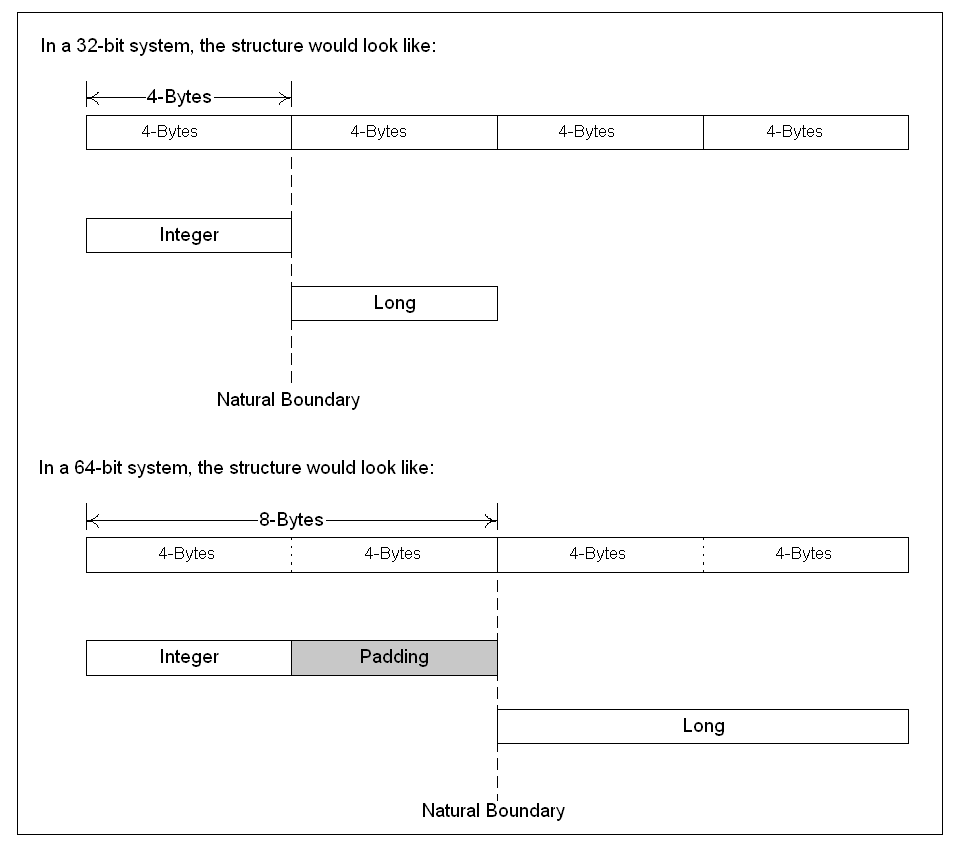 In a 32-bit system, the structure would look like:
4-Bytes
4-Bytes 4-Bytes 4-Bytes 4-Bytes
Integer
Long
Natural Boundary
In a 64-bit system, the structure would look like:
8-Bytes
4-Bytes 4-Bytes 4-Bytes 4-Bytes
Integer Padding
Long
Natural Boundary